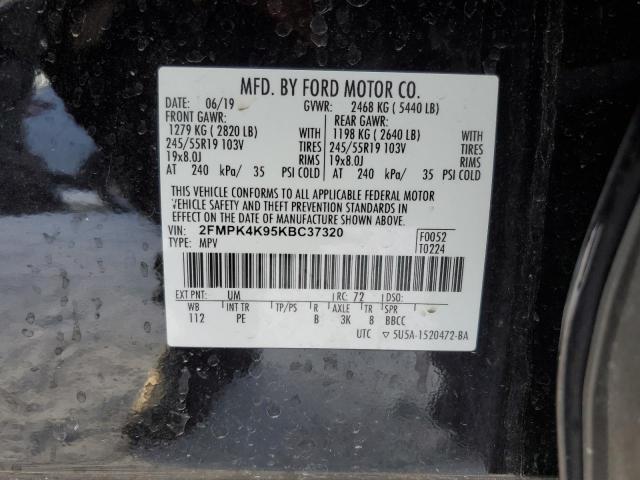 MFD. BY FORD MOTOR CO.
DATE: 06/19 GVWR: 2468 KG ( 5440 LB)
FRONT GAWR: REAR GAWR:
1279 KG ( 2820 LB) WITH 1198 KG ( 2640 LB) WITH
245/55R19 103V TIRES 245/55R19 103V TIRES
19x8.0J RIMS 19x8.0J RIMS
AT 240 kPa/ 35 PSI COLD AT 240 kPa/ 35 PSI COLD
THIS VEHICLE CONFORMS TO ALL APPLICABLE FEDERAL MOTOR
VEHICLE SAFETY AND THEFT PREVENTION STANDARDS IN
EFFECT ON THE DATE OF MANUFACTURE SHOWN ABOVE.
VIN: 2FMPK4K95KBC37320 F0052
TYPE: MPV T0224
EXT PNT: UM RC: 72 DSO:
WB INT TR TP/PS R AXLE TR SPR
112 PE B 3K 8 BBCC
UTC ▽ 5U5A-1520472-BA